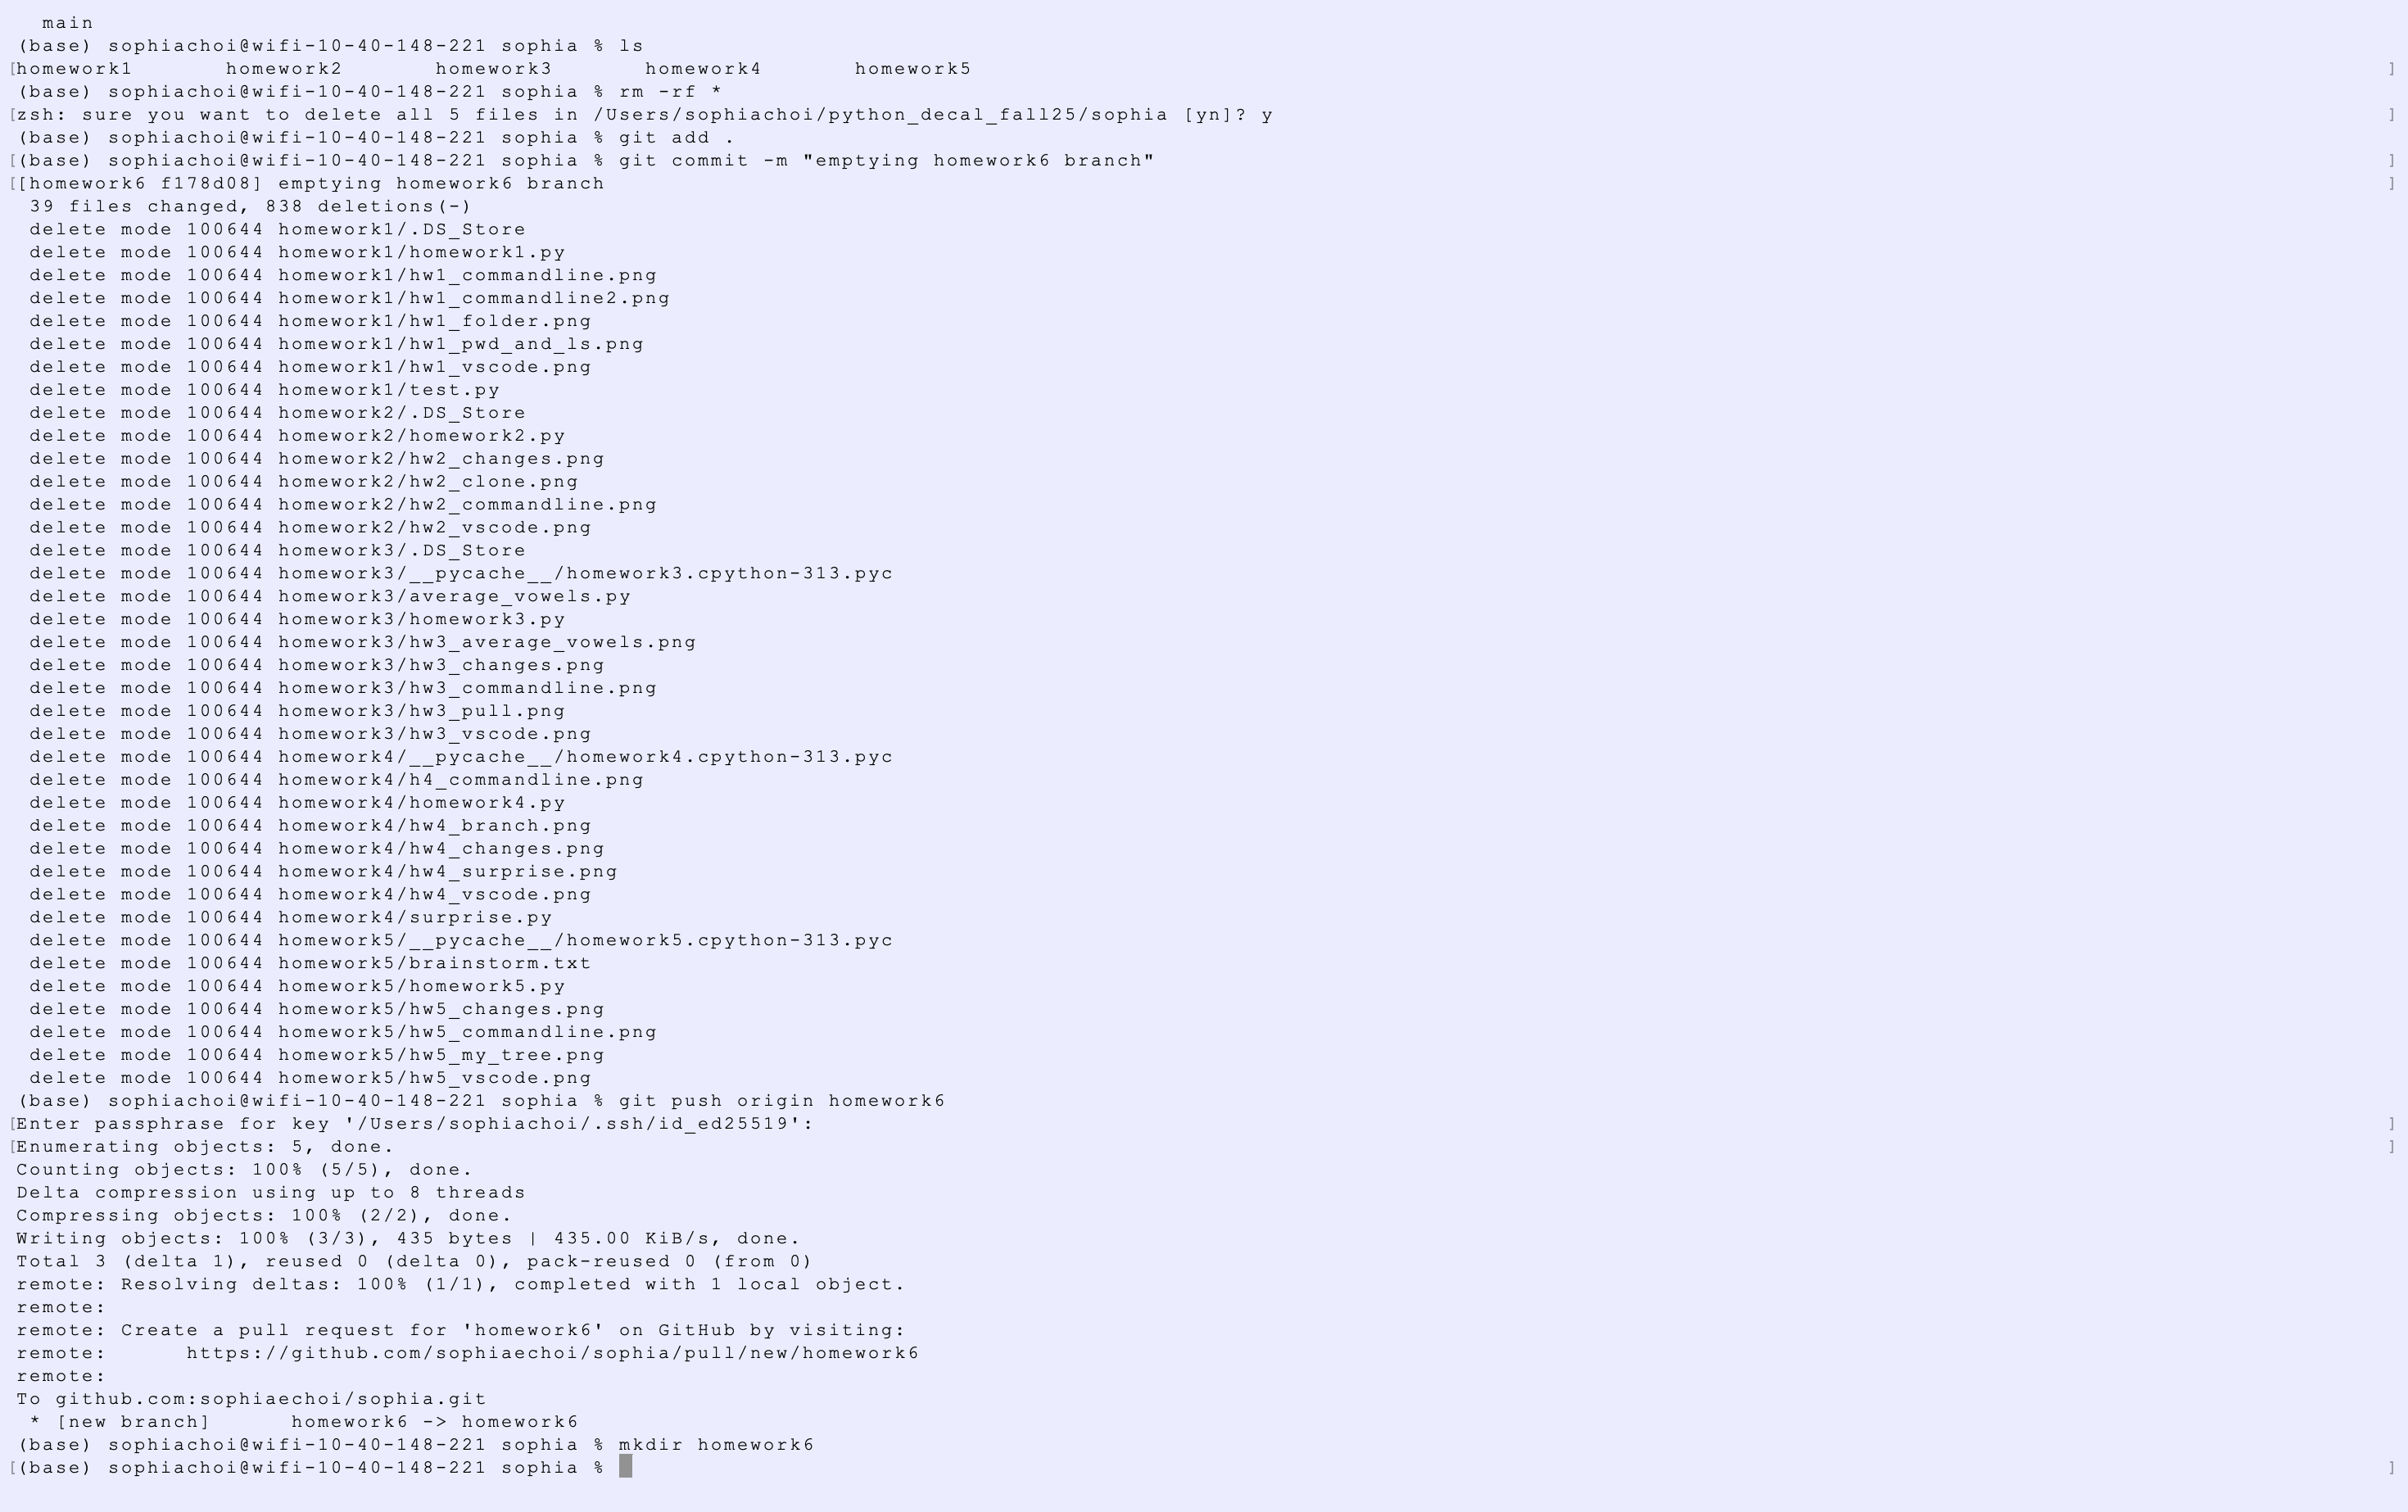 main
(base) sophiachoi@wifi-10-40-148-221 sophia % ls
[homework1 homework2 homework3 homework4 homework5 ]
(base) sophiachoi@wifi-10-40-148-221 sophia % rm -rf *
[zsh: sure you want to delete all 5 files in /Users/sophiachoi/python_decal_fall25/sophia [yn]? y ]
(base) sophiachoi@wifi-10-40-148-221 sophia % git add .
[(base) sophiachoi@wifi-10-40-148-221 sophia % git commit -m "emptying homework6 branch" ]
[[homework6 f178d08] emptying homework6 branch ]
39 files changed, 838 deletions(-)
delete mode 100644 homework1/.DS_Store
delete mode 100644 homework1/homework1.py
delete mode 100644 homework1/hw1_commandline.png
delete mode 100644 homework1/hw1_commandline2.png
delete mode 100644 homework1/hw1_folder.png
delete mode 100644 homework1/hw1_pwd_and_ls.png
delete mode 100644 homework1/hw1_vscode.png
delete mode 100644 homework1/test.py
delete mode 100644 homework2/.DS_Store
delete mode 100644 homework2/homework2.py
delete mode 100644 homework2/hw2_changes.png
delete mode 100644 homework2/hw2_clone.png
delete mode 100644 homework2/hw2_commandline.png
delete mode 100644 homework2/hw2_vscode.png
delete mode 100644 homework3/.DS_Store
delete mode 100644 homework3/__pycache__/homework3.cpython-313.pyc
delete mode 100644 homework3/average_vowels.py
delete mode 100644 homework3/homework3.py
delete mode 100644 homework3/hw3_average_vowels.png
delete mode 100644 homework3/hw3_changes.png
delete mode 100644 homework3/hw3_commandline.png
delete mode 100644 homework3/hw3_pull.png
delete mode 100644 homework3/hw3_vscode.png
delete mode 100644 homework4/__pycache__/homework4.cpython-313.pyc
delete mode 100644 homework4/h4_commandline.png
delete mode 100644 homework4/homework4.py
delete mode 100644 homework4/hw4_branch.png
delete mode 100644 homework4/hw4_changes.png
delete mode 100644 homework4/hw4_surprise.png
delete mode 100644 homework4/hw4_vscode.png
delete mode 100644 homework4/surprise.py
delete mode 100644 homework5/__pycache__/homework5.cpython-313.pyc
delete mode 100644 homework5/brainstorm.txt
delete mode 100644 homework5/homework5.py
delete mode 100644 homework5/hw5_changes.png
delete mode 100644 homework5/hw5_commandline.png
delete mode 100644 homework5/hw5_my_tree.png
delete mode 100644 homework5/hw5_vscode.png
(base) sophiachoi@wifi-10-40-148-221 sophia % git push origin homework6
[Enter passphrase for key '/Users/sophiachoi/.ssh/id_ed25519': ]
[Enumerating objects: 5, done. ]
Counting objects: 100% (5/5), done.
Delta compression using up to 8 threads
Compressing objects: 100% (2/2), done.
Writing objects: 100% (3/3), 435 bytes | 435.00 KiB/s, done.
Total 3 (delta 1), reused 0 (delta 0), pack-reused 0 (from 0)
remote: Resolving deltas: 100% (1/1), completed with 1 local object.
remote:
remote: Create a pull request for 'homework6' on GitHub by visiting:
remote: https://github.com/sophiaechoi/sophia/pull/new/homework6
remote:
To github.com:sophiaechoi/sophia.git
* [new branch] homework6 -> homework6
(base) sophiachoi@wifi-10-40-148-221 sophia % mkdir homework6
[(base) sophiachoi@wifi-10-40-148-221 sophia % ]